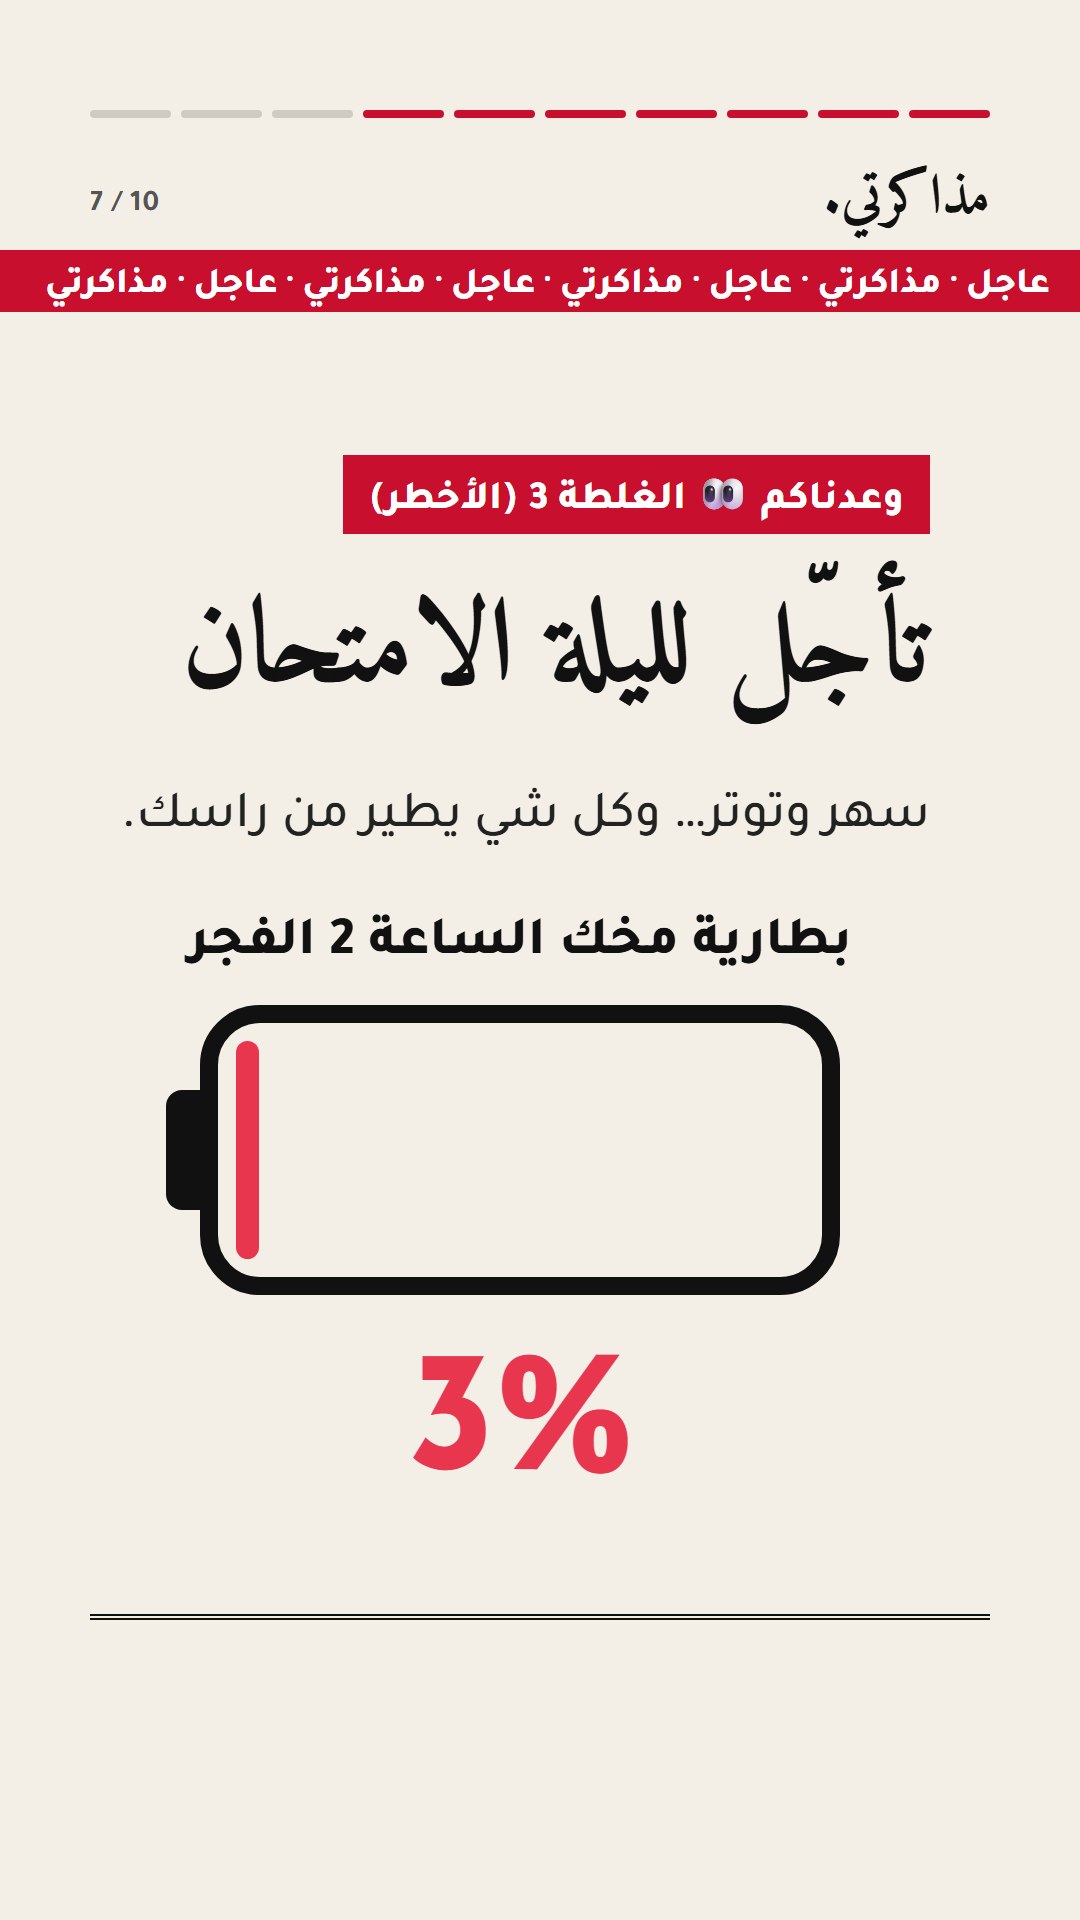 مذاكرتي.
7 / 10
عاجل · مذاكرتي · عاجل · مذاكرتي · عاجل · مذاكرتي · عاجل · مذاكرتي
وعدناكم 👀 الغلطة 3 (الأخطر)
تأجّل لليلة الامتحان
سهر وتوتر... وكل شي يطير من راسك.
بطارية مخك الساعة 2 الفجر
3%